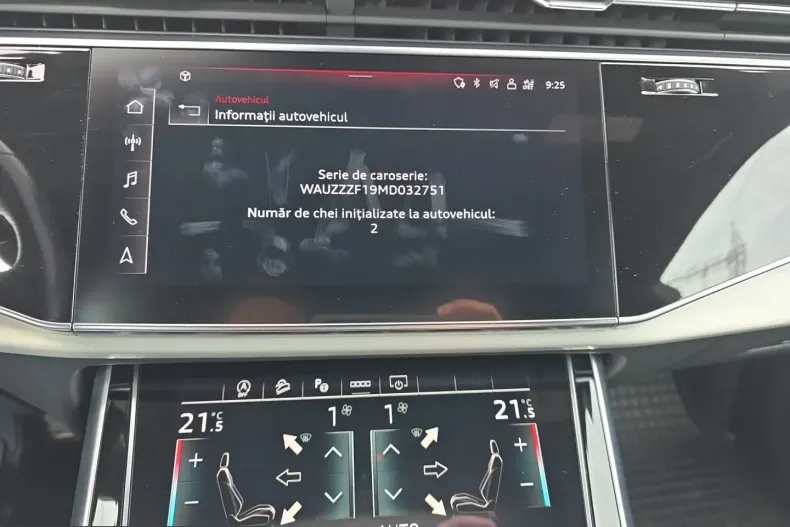 9:25
Autovehicul
Informații autovehicul
Serie de caroserie:
WAUZZZF19MD032751
Număr de chei inițializate la autovehicul:
2
21.5 °C
1
1
21.5 °C
AUTO